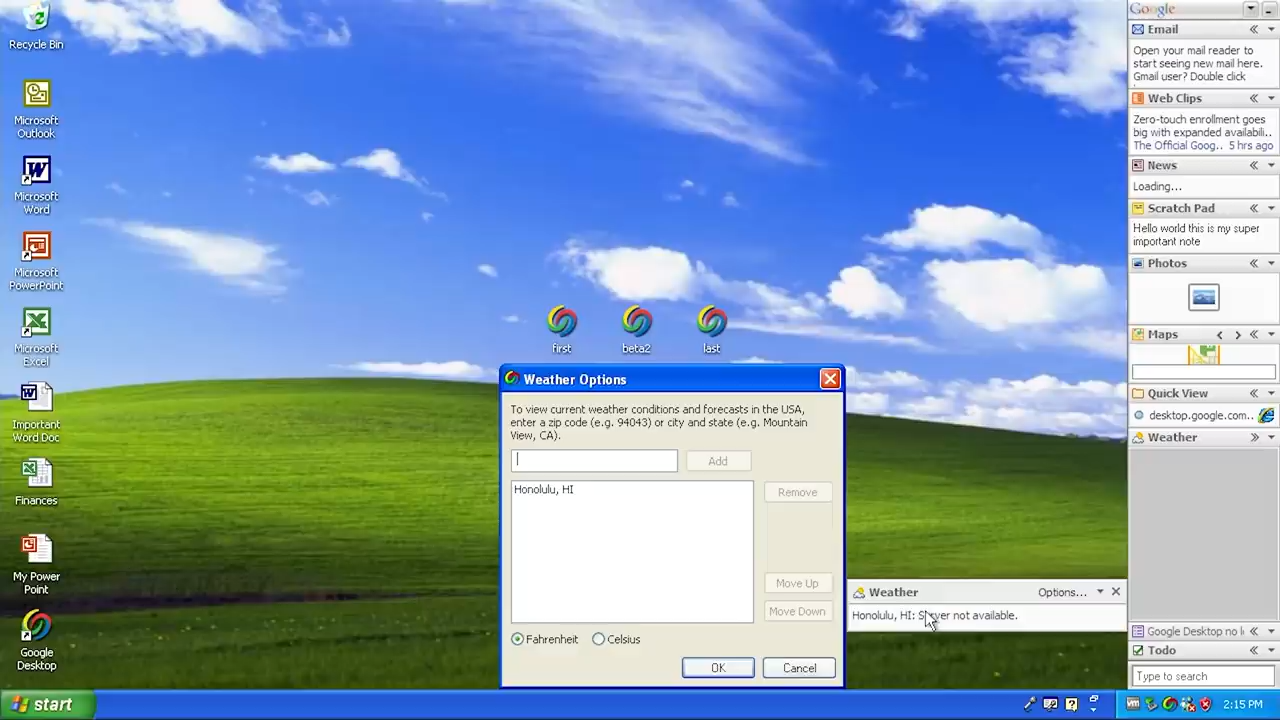 Recycle Bin
Microsoft
Outlook
Microsoft
Word
Microsoft
PowerPoint
Microsoft
Excel
Important
Word Doc
Finances
My Power
Point
Google
Desktop
first
beta2
last
Weather Options
To view current weather conditions and forecasts in the USA,
enter a zip code (e.g. 94043) or city and state (e.g. Mountain
View, CA).
Add
Honolulu, HI
Remove
Move Up
Move Down
Fahrenheit
Celsius
OK
Cancel
Weather
Options...
Honolulu, HI: Server not available.
Google
Email
Open your mail reader to
start seeing new mail here.
Gmail user? Double click
Web Clips
Zero-touch enrollment goes
big with expanded availabili..
The Official Goog.. 5 hrs ago
News
Loading...
Scratch Pad
Hello world this is my super
important note
Photos
Maps
Quick View
desktop.google.com..
Weather
Google Desktop no l
Todo
Type to search
start
2:15 PM